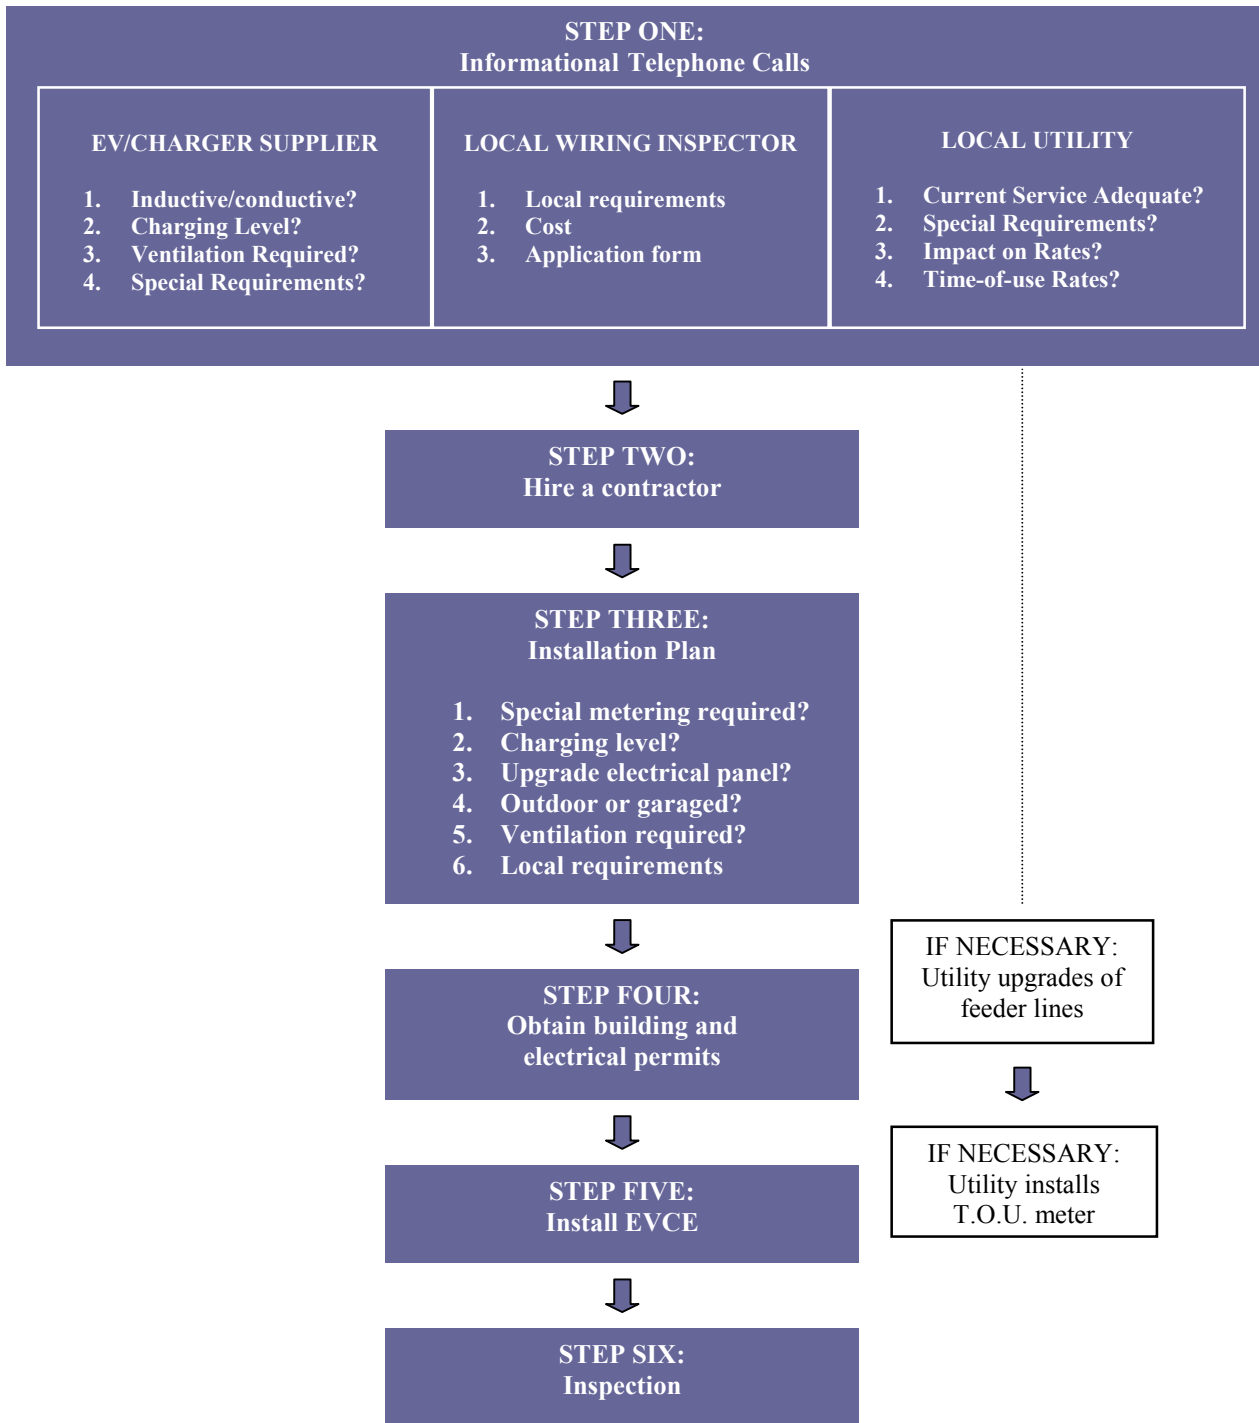 STEP ONE:
Informational Telephone Calls
EV/CHARGER SUPPLIER
1. Inductive/conductive?
2. Charging Level?
3. Ventilation Required?
4. Special Requirements?
LOCAL WIRING INSPECTOR
1. Local requirements
2. Cost
3. Application form
LOCAL UTILITY
1. Current Service Adequate?
2. Special Requirements?
3. Impact on Rates?
4. Time-of-use Rates?
STEP TWO:
Hire a contractor
STEP THREE:
Installation Plan
1. Special metering required?
2. Charging level?
3. Upgrade electrical panel?
4. Outdoor or garaged?
5. Ventilation required?
6. Local requirements
STEP FOUR:
Obtain building and
electrical permits
STEP FIVE:
Install EVCE
STEP SIX:
Inspection
IF NECESSARY:
Utility upgrades of
feeder lines
IF NECESSARY:
Utility installs
T.O.U. meter